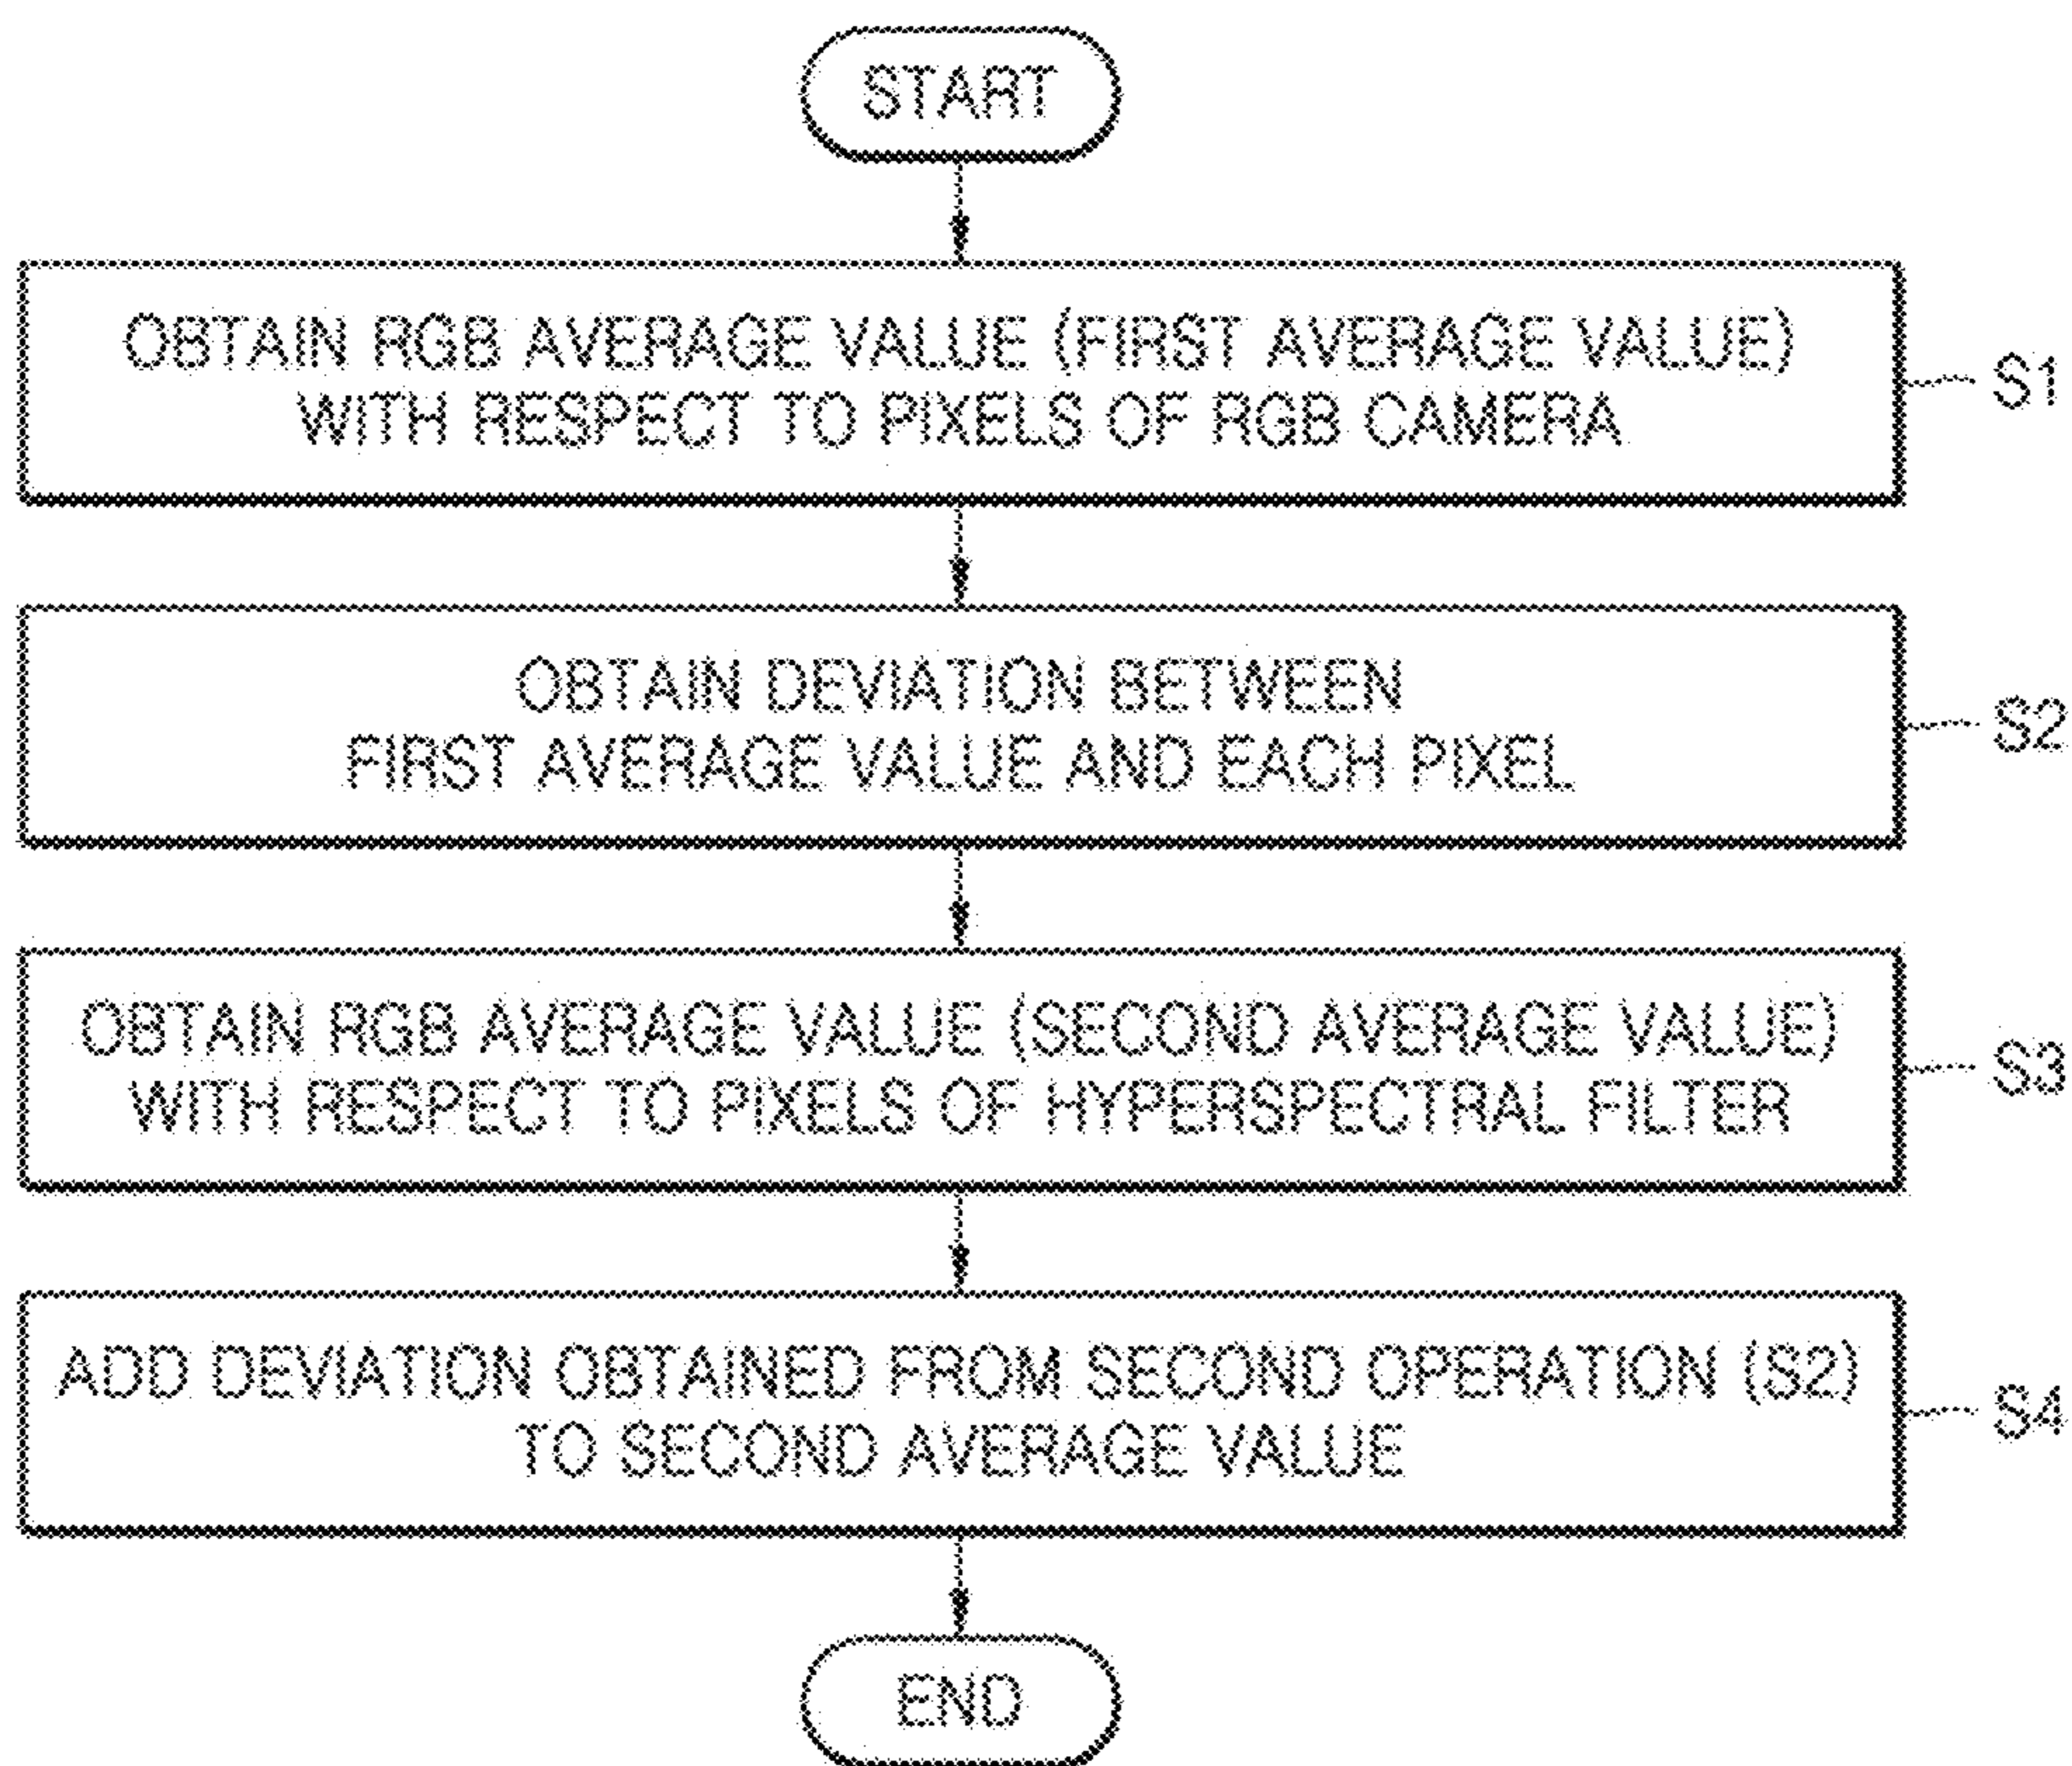 START
OBTAIN RGB AVERAGE VALUE (FIRST AVERAGE VALUE)
WITH RESPECT TO PIXELS OF RGB CAMERA
S1
OBTAIN DEVIATION BETWEEN
FIRST AVERAGE VALUE AND EACH PIXEL
S2
OBTAIN RGB AVERAGE VALUE (SECOND AVERAGE VALUE)
WITH RESPECT TO PIXELS OF HYPERSPECTRAL FILTER
S3
ADD DEVIATION OBTAINED FROM SECOND OPERATION (S2)
TO SECOND AVERAGE VALUE
S4
END